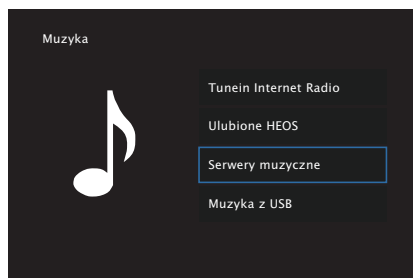 Muzyka
Tunein Internet Radio
Ulubione HEOS
Serwery muzyczne
Muzyka z USB